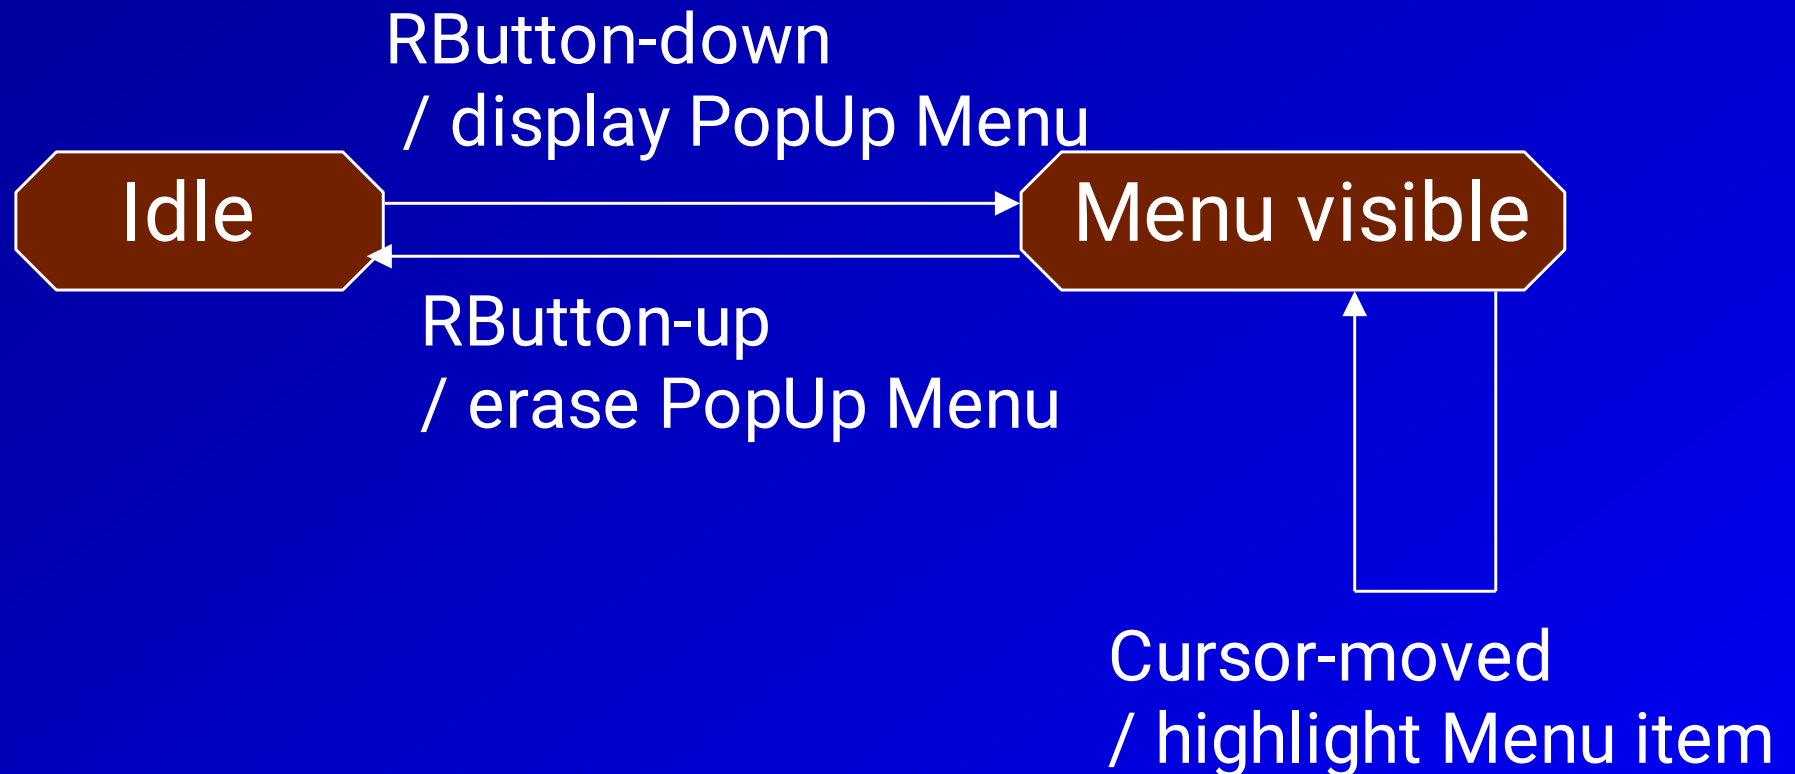 RButton-down
/ display PopUp Menu
Idle
Menu visible
RButton-up
/ erase PopUp Menu
Cursor-moved
/ highlight Menu item